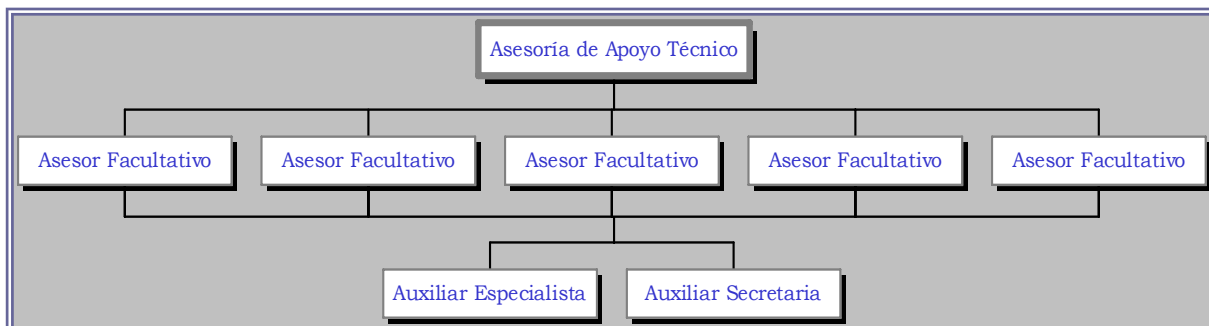 Asesoría de Apoyo Técnico
Asesor Facultativo
Asesor Facultativo
Asesor Facultativo
Asesor Facultativo
Asesor Facultativo
Auxiliar Especialista
Auxiliar Secretaria